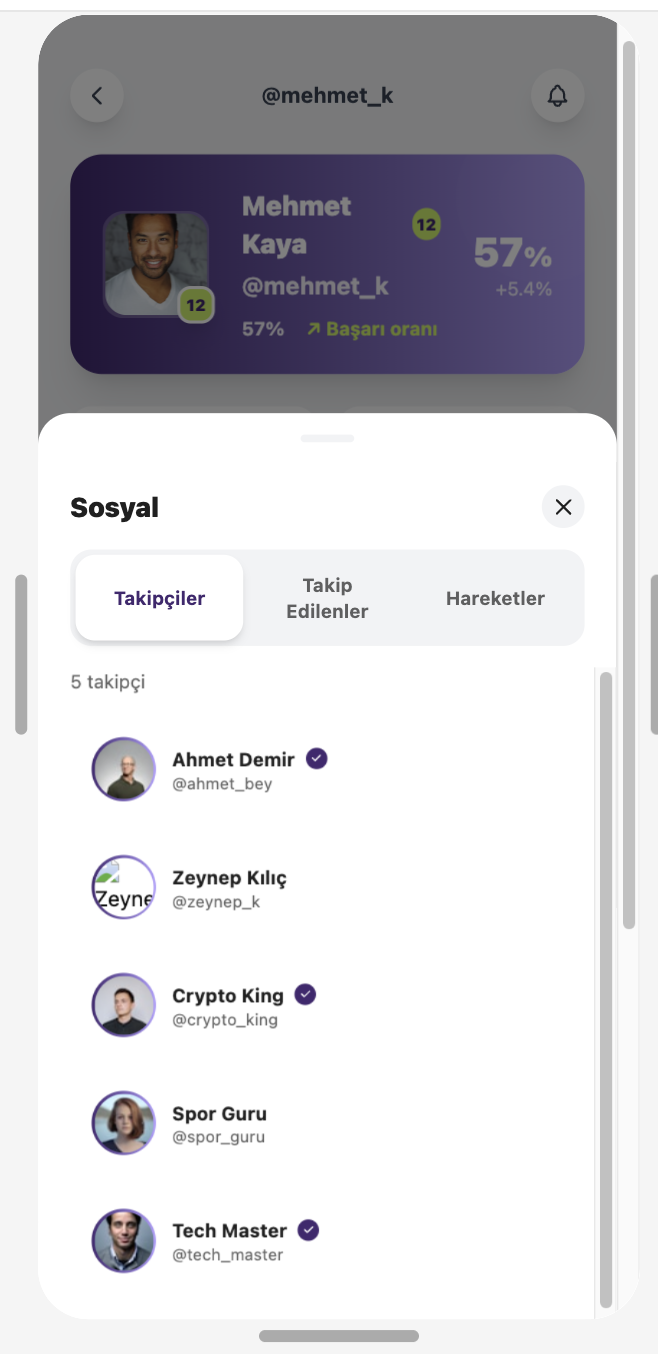 @mehmet_k
Mehmet
Kaya
12
@mehmet_k
12
57%
+5.4%
57% Başarı oranı
Sosyal
Takipçiler
Takip
Edilenler
Hareketler
5 takipçi
Ahmet Demir
@ahmet_bey
Zeyne
Zeynep Kılıç
@zeynep_k
Crypto King
@crypto_king
Spor Guru
@spor_guru
Tech Master
@tech_master